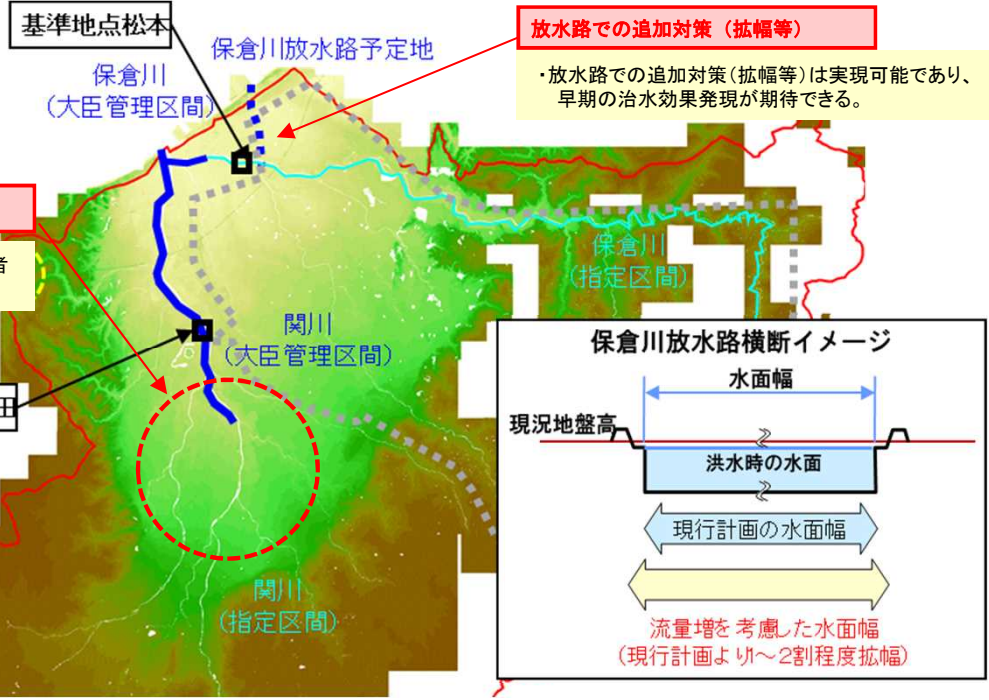 基準地点松本
保倉川放水路予定地
放水路での追加対策（拡幅等）
・放水路での追加対策（拡幅等）は実現可能であり、
早期の治水効果発現が期待できる。
保倉川
（大臣管理区間）
者
保倉川
（指定区間）
関川
（大臣管理区間）
田
関川
（指定区間）
保倉川放水路横断イメージ
水面幅
現況地盤高
洪水時の水面
現行計画の水面幅
流量増を考慮した水面幅
（現行計画より1～2割程度拡幅）